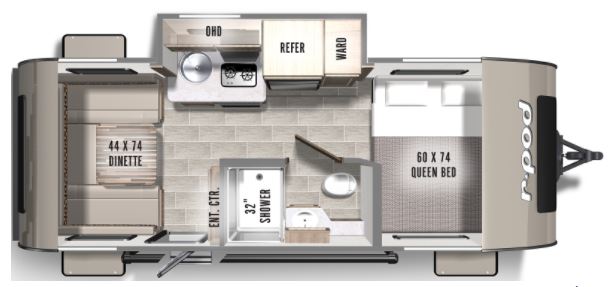 OHD
REFER
WARD
44 X 74
DINETTE
ENT. CTR.
32"
SHOWER
60 X 74
QUEEN BED
r·pod